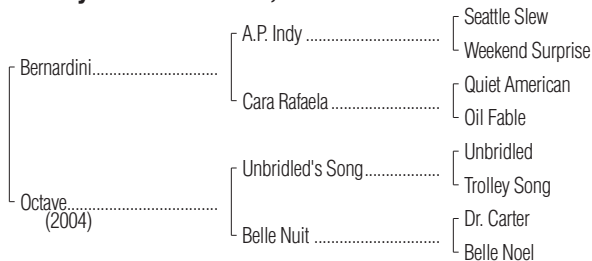 Seattle Slew
A.P. Indy
Weekend Surprise
Bernardini
Quiet American
Cara Rafaela
Oil Fable
Unbridled
Unbridled's Song
Trolley Song
Octave
(2004)
Dr. Carter
Belle Nuit
Belle Noel